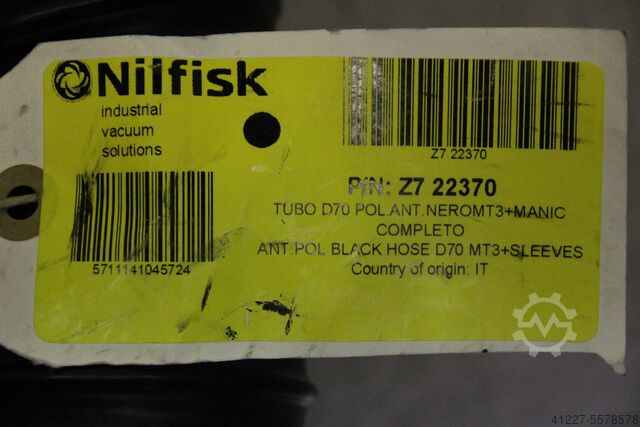 Nilfisk
industrial
vacuum
solutions
5711141045724
Z7 22370
P/N: Z7 22370
TUBO D70 POL.ANT.NEROMT3+MANIC
COMPLETO
ANT.POL BLACK HOSE D70 MT3+SLEEVES
Country of origin: IT
41227-5578578